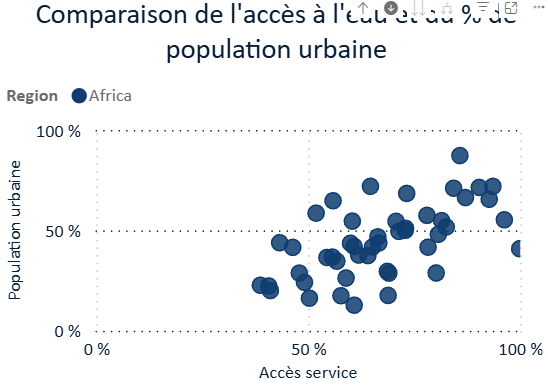 Comparaison de l'accès à l'eau et du % de
population urbaine
Region Africa
100 %
50 %
0 %
Population urbaine
0 % 50 % 100 %
Accès service